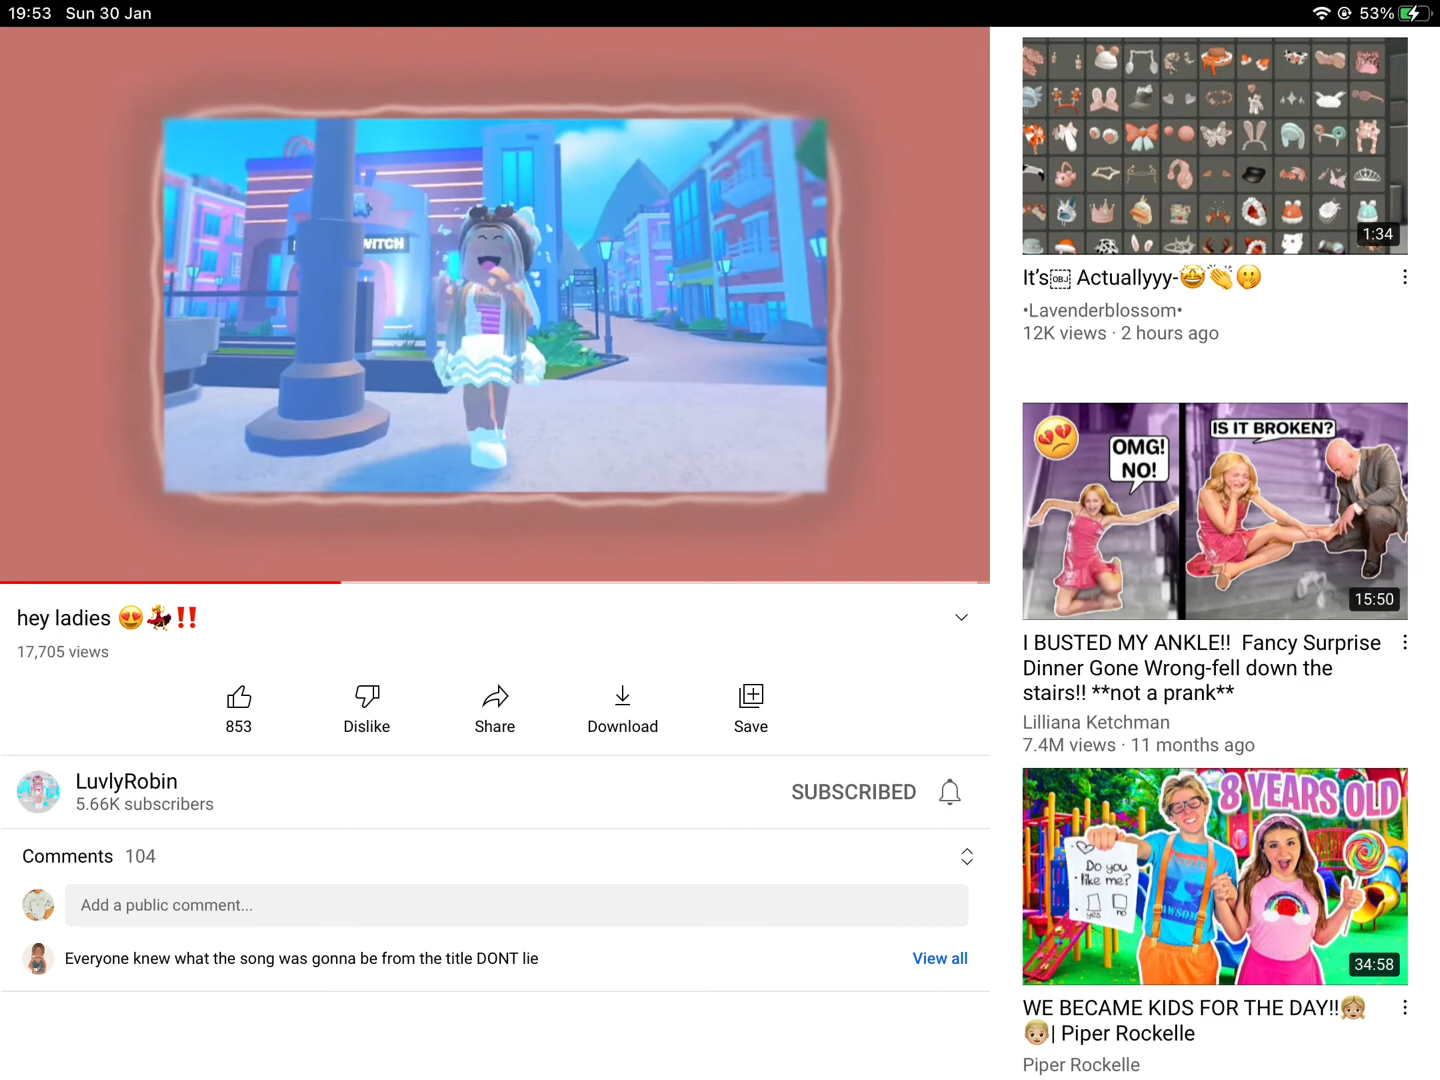 19:53 Sun 30 Jan
53%
WITCH
hey ladies 😍💃‼️
17,705 views
853
Dislike
Share
Download
Save
LuvlyRobin
5.66K subscribers
SUBSCRIBED
Comments 104
Add a public comment...
Everyone knew what the song was gonna be from the title DONT lie
View all
1:34
It's￼ Actuallyyy-🤩👏🤭
•Lavenderblossom•
12K views · 2 hours ago
OMG!
NO!
IS IT BROKEN?
15:50
I BUSTED MY ANKLE!! Fancy Surprise
Dinner Gone Wrong-fell down the
stairs!! **not a prank**
Lilliana Ketchman
7.4M views · 11 months ago
8 YEARS OLD
Do you
like me?
yes no
AWSOM
34:58
WE BECAME KIDS FOR THE DAY!!👧🏼
👦🏼| Piper Rockelle
Piper Rockelle